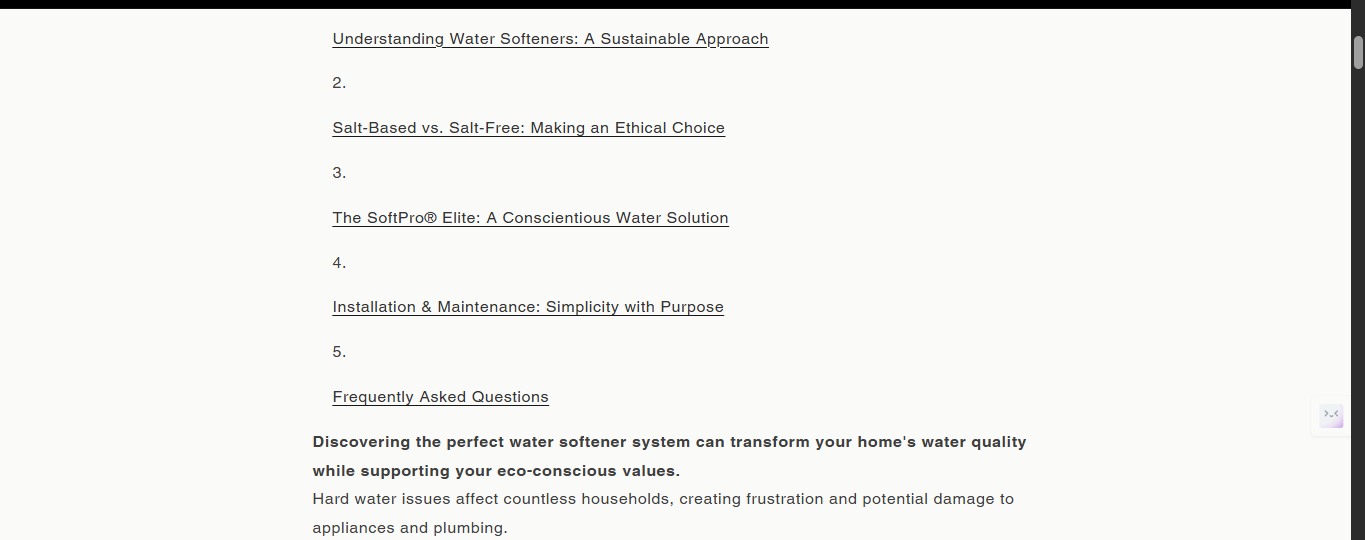 Understanding Water Softeners: A Sustainable Approach
2.
Salt-Based vs. Salt-Free: Making an Ethical Choice
3.
The SoftPro® Elite: A Conscientious Water Solution
4.
Installation & Maintenance: Simplicity with Purpose
5.
Frequently Asked Questions
Discovering the perfect water softener system can transform your home's water quality
while supporting your eco-conscious values.
Hard water issues affect countless households, creating frustration and potential damage to
appliances and plumbing.